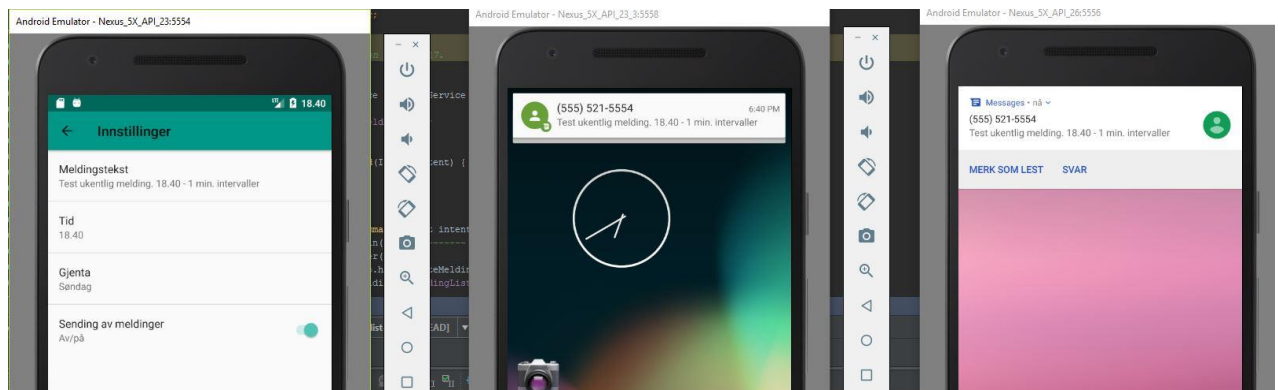 Android Emulator - Nexus_5X_API_23:5554
18.40
Innstillinger
Meldingstekst
Test ukentlig melding. 18.40 - 1 min. intervaller
Tid
18.40
Gjenta
Søndag
Sending av meldinger
Av/på
Android Emulator - Nexus_5X_API_23_3:5558
(555) 521-5554
6:40 PM
Test ukentlig melding. 18.40 - 1 min. intervaller
Android Emulator - Nexus_5X_API_26:5556
Messages • nå
(555) 521-5554
Test ukentlig melding. 18.40 - 1 min. intervaller
MERK SOM LEST SVAR